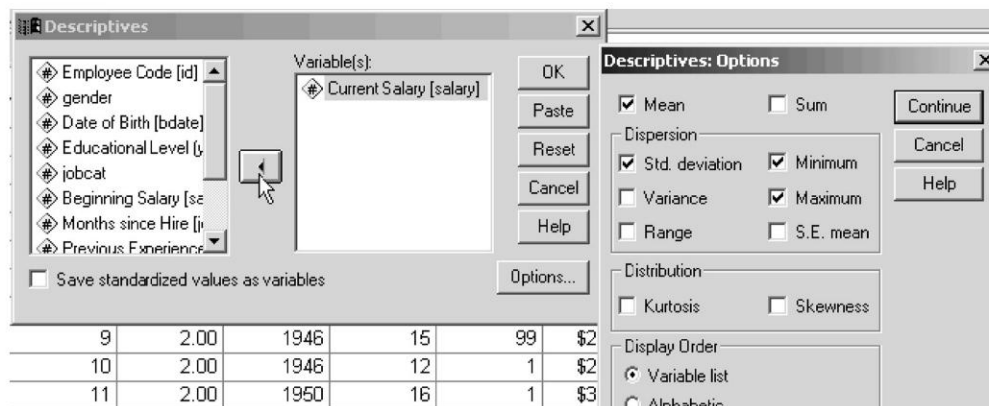 Descriptives
Employee Code [id]
gender
Date of Birth [bdate]
Educational Level (y
jobcat
Beginning Salary [sa
Months since Hire [j
Previous Experience
Variable(s):
Current Salary [salary]
OK
Paste
Reset
Cancel
Help
Save standardized values as variables
Options...
Descriptives: Options
Mean
Sum
Continue
Dispersion
Cancel
Std. deviation
Minimum
Help
Variance
Maximum
Range
S.E. mean
Distribution
Kurtosis
Skewness
Display Order
Variable list
Alphabetic
9 2.00 1946 15 99 $2
10 2.00 1946 12 1 $2
11 2.00 1950 16 1 $3